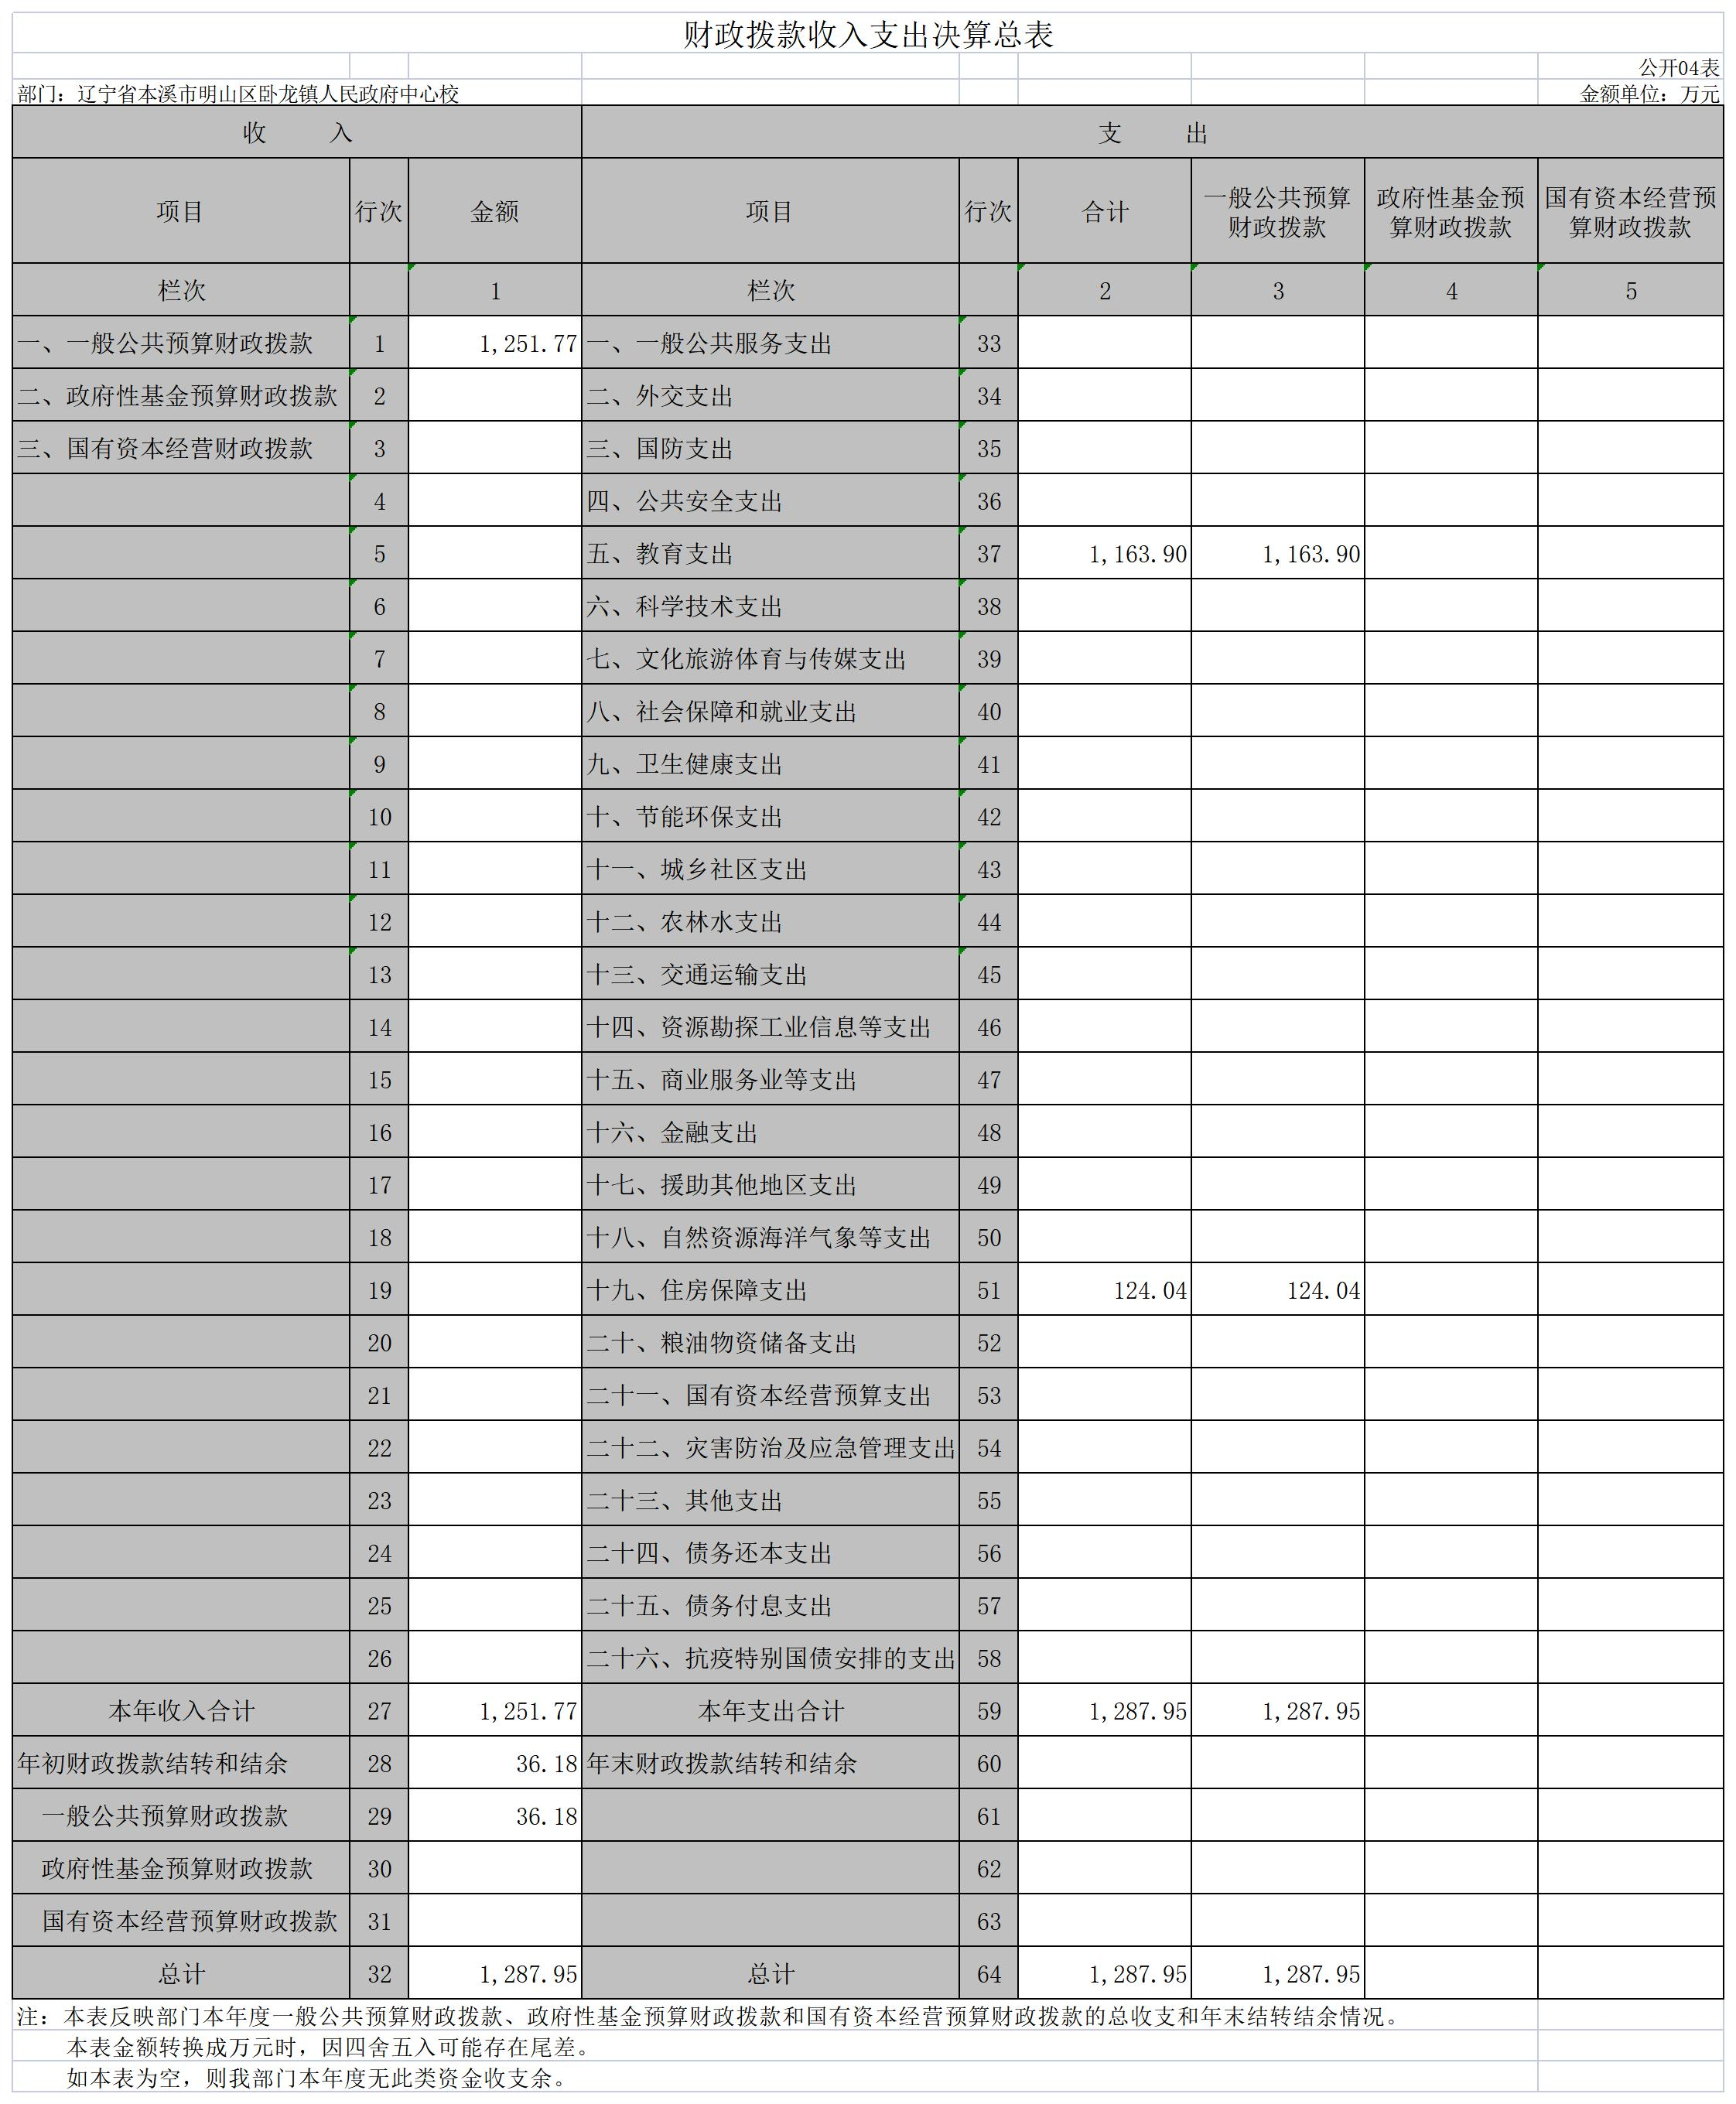 财政拨款收入支出决算总表
公开04表
部门：辽宁省本溪市明山区卧龙镇人民政府中心校 金额单位：万元
收 入 支 出
项目 行次 金额 项目 行次 合计 一般公共预算财政拨款 政府性基金预算财政拨款 国有资本经营预算财政拨款
栏次 1 栏次 2 3 4 5
一、一般公共预算财政拨款 1 1,251.77 一、一般公共服务支出 33
二、政府性基金预算财政拨款 2 二、外交支出 34
三、国有资本经营财政拨款 3 三、国防支出 35
4 四、公共安全支出 36
5 五、教育支出 37 1,163.90 1,163.90
6 六、科学技术支出 38
7 七、文化旅游体育与传媒支出 39
8 八、社会保障和就业支出 40
9 九、卫生健康支出 41
10 十、节能环保支出 42
11 十一、城乡社区支出 43
12 十二、农林水支出 44
13 十三、交通运输支出 45
14 十四、资源勘探工业信息等支出 46
15 十五、商业服务业等支出 47
16 十六、金融支出 48
17 十七、援助其他地区支出 49
18 十八、自然资源海洋气象等支出 50
19 十九、住房保障支出 51 124.04 124.04
20 二十、粮油物资储备支出 52
21 二十一、国有资本经营预算支出 53
22 二十二、灾害防治及应急管理支出 54
23 二十三、其他支出 55
24 二十四、债务还本支出 56
25 二十五、债务付息支出 57
26 二十六、抗疫特别国债安排的支出 58
本年收入合计 27 1,251.77 本年支出合计 59 1,287.95 1,287.95
年初财政拨款结转和结余 28 36.18 年末财政拨款结转和结余 60
一般公共预算财政拨款 29 36.18 61
政府性基金预算财政拨款 30 62
国有资本经营预算财政拨款 31 63
总计 32 1,287.95 总计 64 1,287.95 1,287.95
注：本表反映部门本年度一般公共预算财政拨款、政府性基金预算财政拨款和国有资本经营预算财政拨款的总收支和年末结转结余情况。
本表金额转换成万元时，因四舍五入可能存在尾差。
如本表为空，则我部门本年度无此类资金收支余。